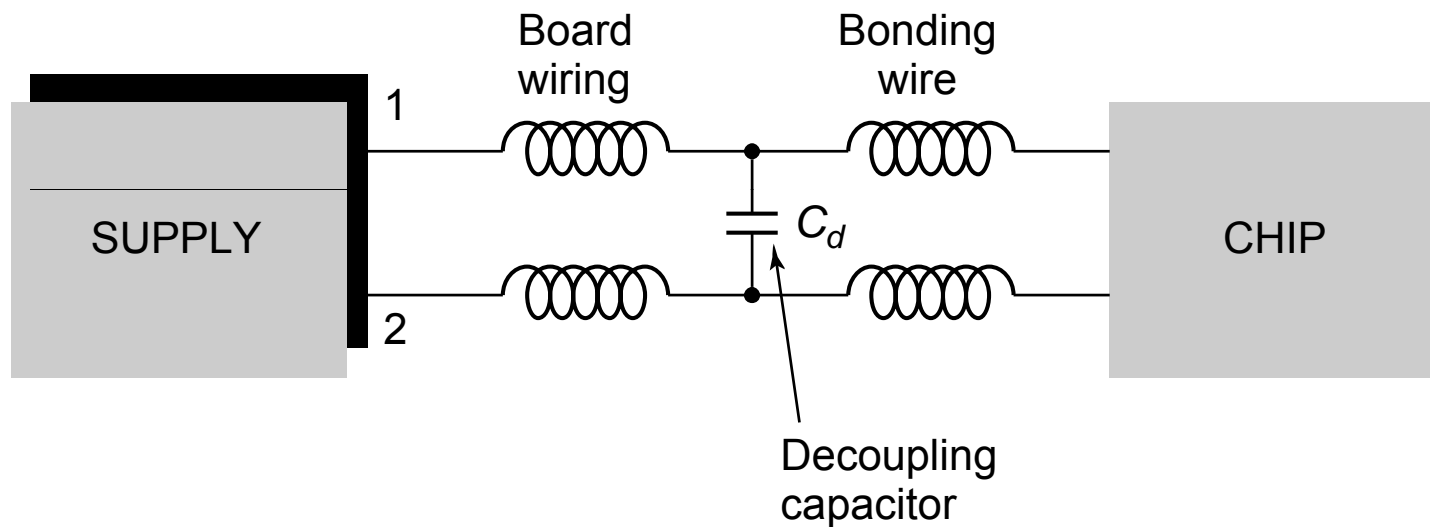 Board
wiring
Bonding
wire
1
SUPPLY
C_d
CHIP
2
Decoupling
capacitor